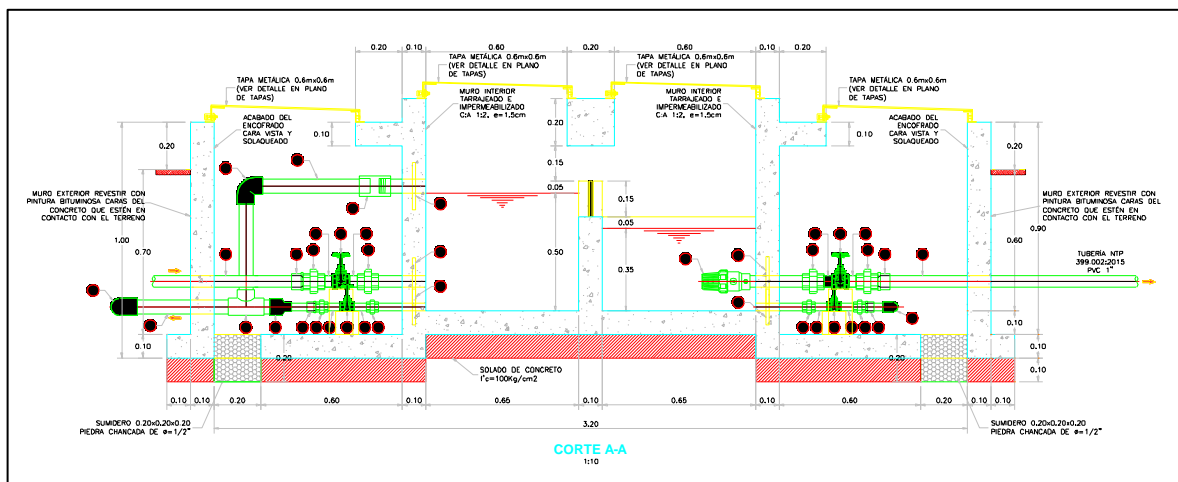 0.20
0.10
0.60
0.20
0.60
0.10
0.20
TAPA METÁLICA 0.6mx0.6m
(VER DETALLE EN PLANO
DE TAPAS)
TAPA METÁLICA 0.6mx0.6m
(VER DETALLE EN PLANO
DE TAPAS)
TAPA METÁLICA 0.6mx0.6m
(VER DETALLE EN PLANO
DE TAPAS)
TAPA METÁLICA 0.6mx0.6m
(VER DETALLE EN PLANO
DE TAPAS)
MURO INTERIOR
TARRAJEADO E
IMPERMEABILIZADO
C:A 1:2, e=1.5cm
MURO INTERIOR
TARRAJEADO E
IMPERMEABILIZADO
C:A 1:2, e=1.5cm
ACABADO DEL
ENCOFRADO
CARA VISTA Y
SOLAQUEADO
ACABADO DEL
ENCOFRADO
CARA VISTA Y
SOLAQUEADO
0.20
0.10
0.20
0.10
0.20
0.15
0.05
0.15
0.05
0.50
0.35
MURO EXTERIOR REVESTIR CON
PINTURA BITUMINOSA CARAS DEL
CONCRETO QUE ESTÉN EN
CONTACTO CON EL TERRENO
MURO EXTERIOR REVESTIR CON
PINTURA BITUMINOSA CARAS DEL
CONCRETO QUE ESTÉN EN
CONTACTO CON EL TERRENO
1.00
0.70
0.90
0.60
TUBERÍA NTP
399.002:2015
PVC 1"
0.10
0.10
0.10
0.10
0.20
0.20
SOLADO DE CONCRETO
f'c=100Kg/cm2
0.10
0.10
0.20
0.60
0.10
0.65
0.10
0.65
0.10
0.60
0.20
0.10
0.10
SUMIDERO 0.20x0.20x0.20
PIEDRA CHANCADA DE ø=1/2"
3.20
SUMIDERO 0.20x0.20x0.20
PIEDRA CHANCADA DE ø=1/2"
CORTE A-A
1:10